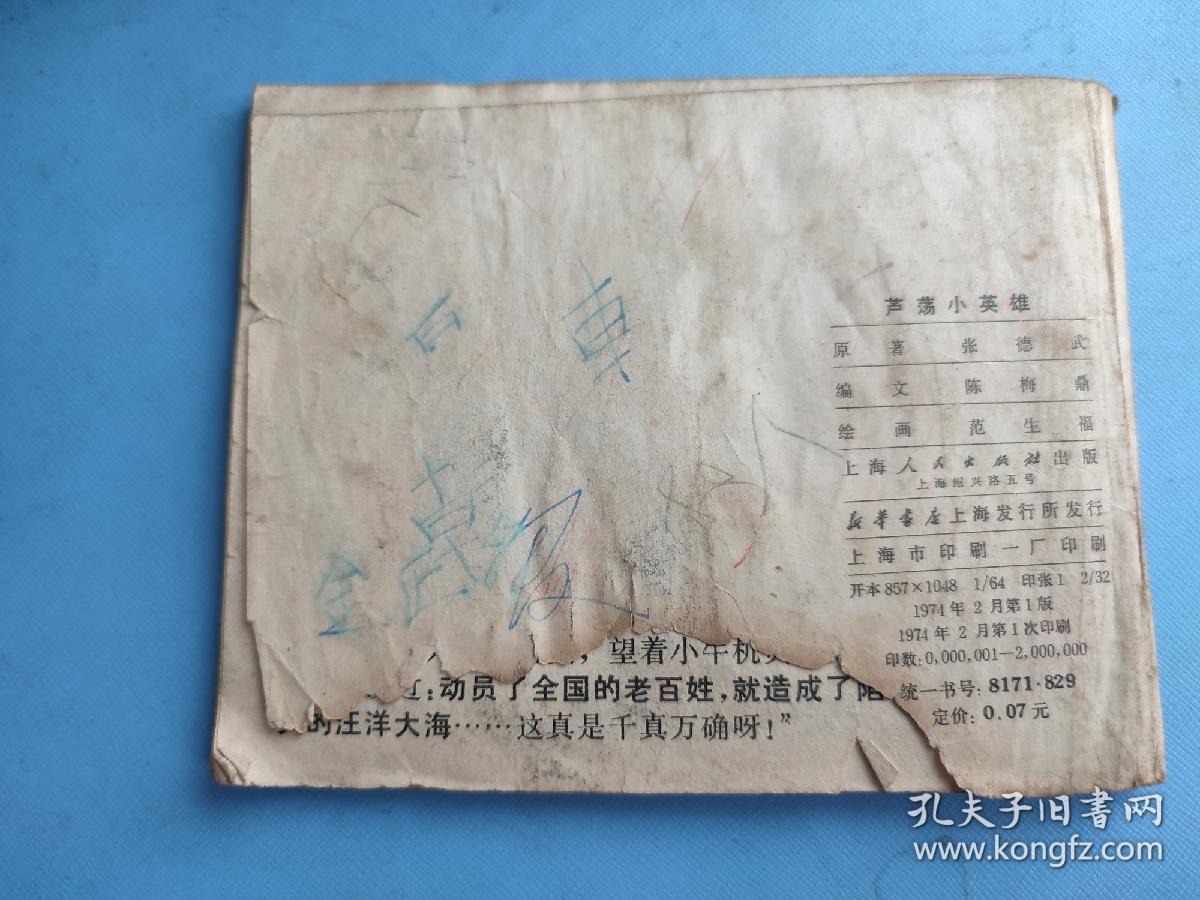 芦荡小英雄
原著 张德武
编文 陈梅鼎
绘画 范生福
上海人民出版社出版
上海绍兴路五号
新华书店上海发行所发行
上海市印刷一厂印刷
开本 857×1048 1/64 印张 1 2/32
1974年2月第1版
1974年2月第1次印刷
印数: 0,000,001—2,000,000
统一书号: 8171·829
定价: 0.07元
，望着小牛机
：动员了全国的老百姓，就造成了陷
的汪洋大海……这真是千真万确呀！”
孔夫子旧书网
www.kongfz.com